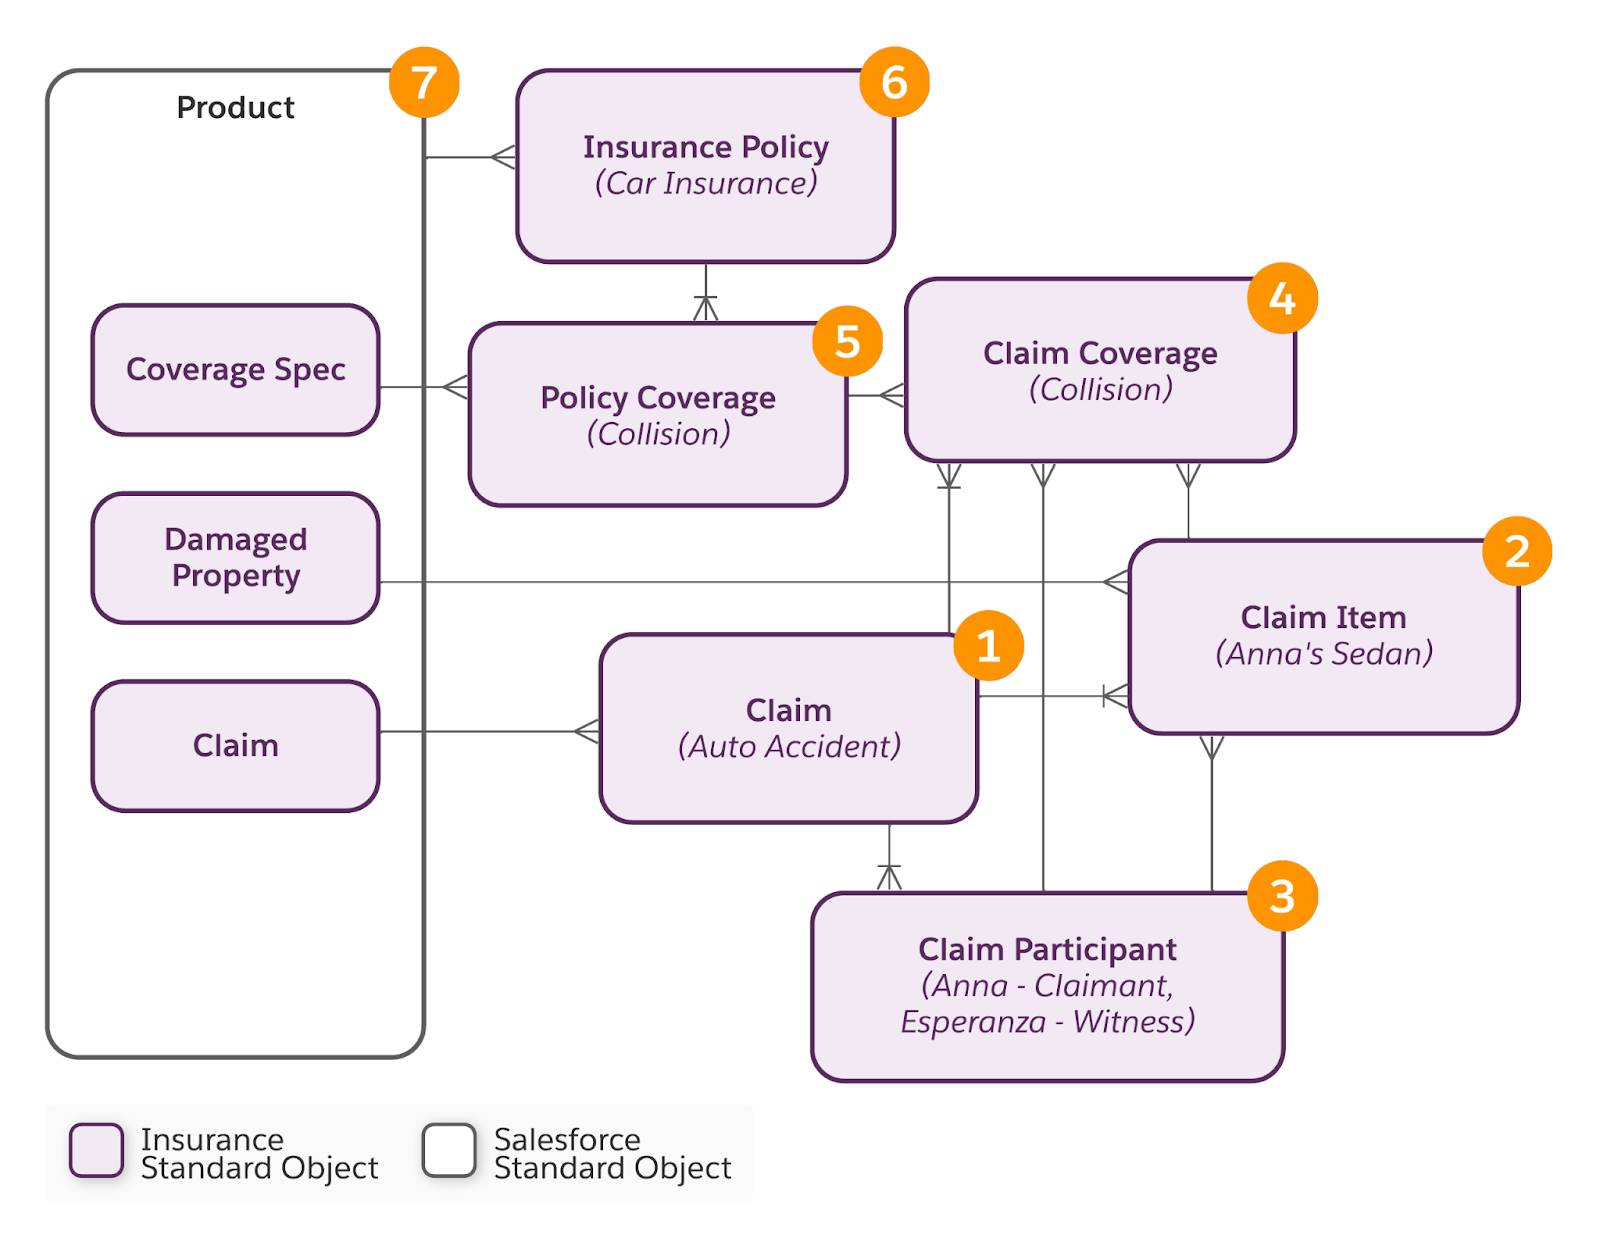 7
Product
6
Insurance Policy
(Car Insurance)
4
Claim Coverage
(Collision)
5
Policy Coverage
(Collision)
Coverage Spec
Damaged
Property
2
Claim Item
(Anna's Sedan)
1
Claim
(Auto Accident)
Claim
3
Claim Participant
(Anna - Claimant,
Esperanza - Witness)
Insurance
Standard Object
Salesforce
Standard Object